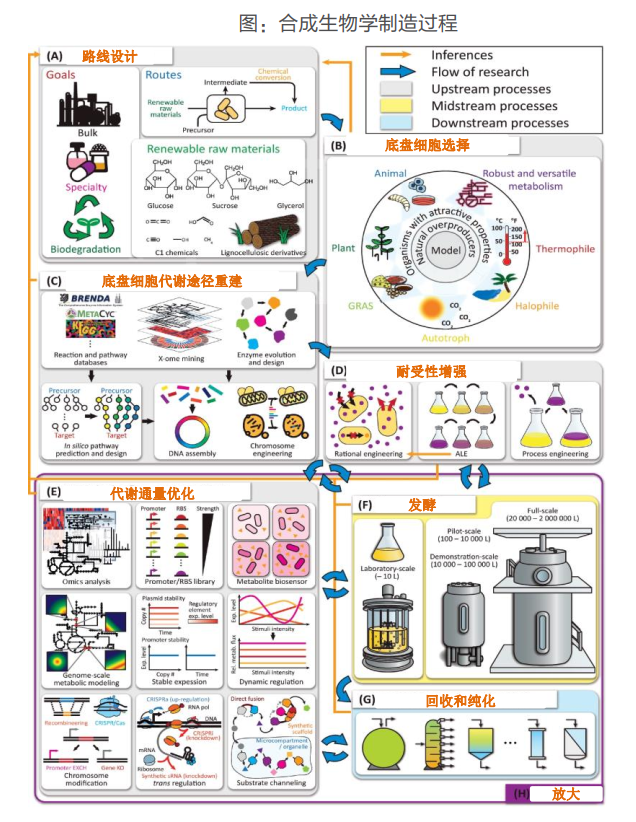 图：合成生物学制造过程
(A) 路线设计
Goals
Bulk
Specialty
Biodegradation
Routes
Chemical
conversion
Intermediate
Renewable
raw
materials
Product
Precursor
Renewable raw materials
CH₂OH
Glucose
Sucrose
Glycerol
C1 chemicals
Lignocellulosic derivatives
Inferences
Flow of research
Upstream processes
Midstream processes
Downstream processes
(B) 底盘细胞选择
Animal
Robust and versatile
metabolism
Plant
Organisms with attractive properties
Natural overproducers
Model
°C °F
100 200
150
50 100
50
0 0
Thermophile
GRAS
CO₂
CO₂ CO₂
Halophile
Autotroph
(C) 底盘细胞代谢途径重建
BRENDA
METACYC
KEGG
Reaction and pathway
databases
X-ome mining
Enzyme evolution
and design
Precursor
Precursor
Target
Target
In silico pathway
prediction and design
DNA assembly
Chromosome
engineering
(D) 耐受性增强
Rational engineering
ALE
Process engineering
(E) 代谢通量优化
Omics analysis
Promoter
RBS
Strength
Promoter/RBS library
Metabolite biosensor
Genome-scale
metabolic modeling
Plasmid stability
Copy #
Time
Regulatory
element
exp. level
Promoter stability
Exp. level
Copy #
Time
Stable expession
Exp. level
Stimuli intensity
Rel. metab. flux
Stimuli intensity
Dynamic regulation
Recombineering
CRISPR/Cas
Promoter EXCH
Gene KO
Chromosome
modification
CRISPRa (up-regulation)
RNA pol
DNA
CRISPRi
(knockdown)
mRNA
Ribosome
Synthetic sRNA (knockdown)
trans regulation
Direct fusion
Synthetic
scaffold
Microcompartment
/ organelle
Substrate channeling
(F) 发酵
Laboratory-scale
(~ 10 L)
Pilot-scale
(100 – 10 000 L)
Demonstration-scale
(10 000 – 100 000 L)
Full-scale
(20 000 – 2 000 000 L)
(G) 回收和纯化
(H) 放大